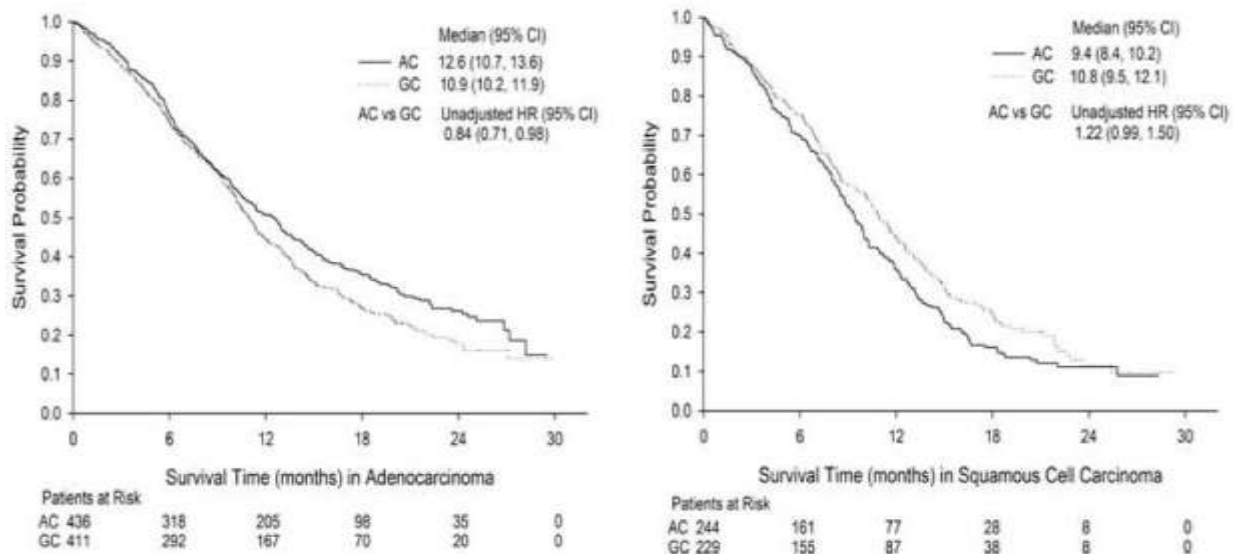 Median (95% CI)
AC 12.6 (10.7, 13.6)
GC 10.9 (10.2, 11.9)
AC vs GC Unadjusted HR (95% CI)
0.84 (0.71, 0.98)
1.0
0.9
0.8
0.7
0.6
0.5
0.4
0.3
0.2
0.1
0.0
Survival Probability
0 6 12 18 24 30
Survival Time (months) in Adenocarcinoma
Patients at Risk
AC 436 318 205 98 35 0
GC 411 292 167 70 20 0
Median (95% CI)
AC 9.4 (8.4, 10.2)
GC 10.8 (9.5, 12.1)
AC vs GC Unadjusted HR (95% CI)
1.22 (0.99, 1.50)
1.0
0.9
0.8
0.7
0.6
0.5
0.4
0.3
0.2
0.1
0.0
Survival Probability
0 6 12 18 24 30
Survival Time (months) in Squamous Cell Carcinoma
Patients at Risk
AC 244 161 77 28 8 0
GC 229 155 87 38 8 0